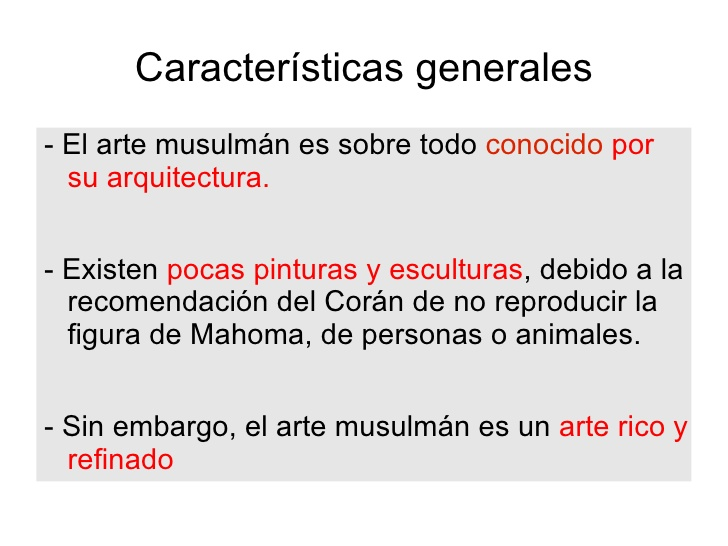 Características generales
- El arte musulmán es sobre todo conocido por
su arquitectura.
- Existen pocas pinturas y esculturas, debido a la
recomendación del Corán de no reproducir la
figura de Mahoma, de personas o animales.
- Sin embargo, el arte musulmán es un arte rico y
refinado